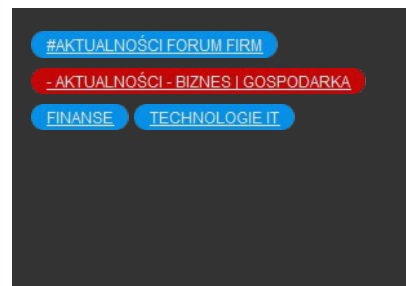 #AKTUALNOŚCI FORUM FIRM
- AKTUALNOŚCI - BIZNES | GOSPODARKA
FINANSE TECHNOLOGIE IT